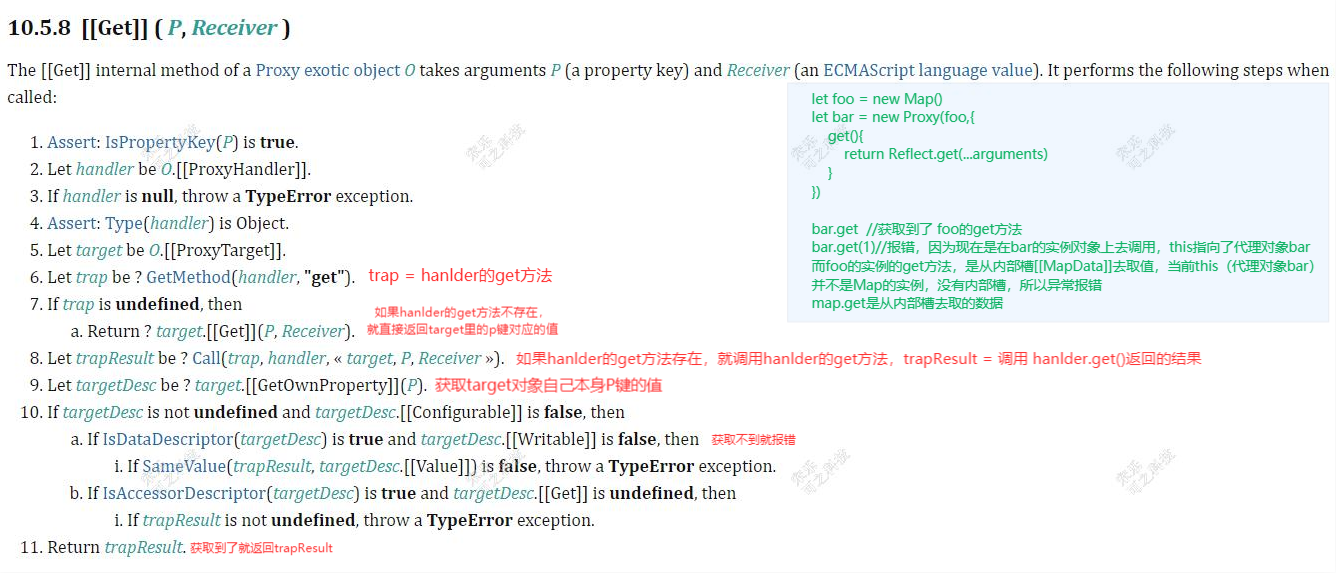 10.5.8 [[Get]] ( P, Receiver )
The [[Get]] internal method of a Proxy exotic object O takes arguments P (a property key) and Receiver (an ECMAScript language value). It performs the following steps when
called:
1. Assert: IsPropertyKey(P) is true.
2. Let handler be O.[[ProxyHandler]].
3. If handler is null, throw a TypeError exception.
4. Assert: Type(handler) is Object.
5. Let target be O.[[ProxyTarget]].
6. Let trap be ? GetMethod(handler, "get"). trap = hanlder的get方法
7. If trap is undefined, then
如果hanlder的get方法不存在，
a. Return ? target.[[Get]](P, Receiver). 就直接返回target里的p键对应的值
8. Let trapResult be ? Call(trap, handler, « target, P, Receiver »). 如果hanlder的get方法存在，就调用hanlder的get方法，trapResult = 调用 hanlder.get()返回的结果
9. Let targetDesc be ? target.[[GetOwnProperty]](P). 获取target对象自己本身P键的值
10. If targetDesc is not undefined and targetDesc.[[Configurable]] is false, then
a. If IsDataDescriptor(targetDesc) is true and targetDesc.[[Writable]] is false, then 获取不到就报错
i. If SameValue(trapResult, targetDesc.[[Value]]) is false, throw a TypeError exception.
b. If IsAccessorDescriptor(targetDesc) is true and targetDesc.[[Get]] is undefined, then
i. If trapResult is not undefined, throw a TypeError exception.
11. Return trapResult. 获取到了就返回trapResult
let foo = new Map()
let bar = new Proxy(foo,{
get(){
return Reflect.get(...arguments)
}
})
bar.get //获取到了 foo的get方法
bar.get(1)//报错，因为现在是在bar的实例对象上去调用，this指向了代理对象bar
而foo的实例的get方法，是从内部槽[[MapData]]去取值，当前this（代理对象bar）
并不是Map的实例，没有内部槽，所以异常报错
map.get是从内部槽去取的数据